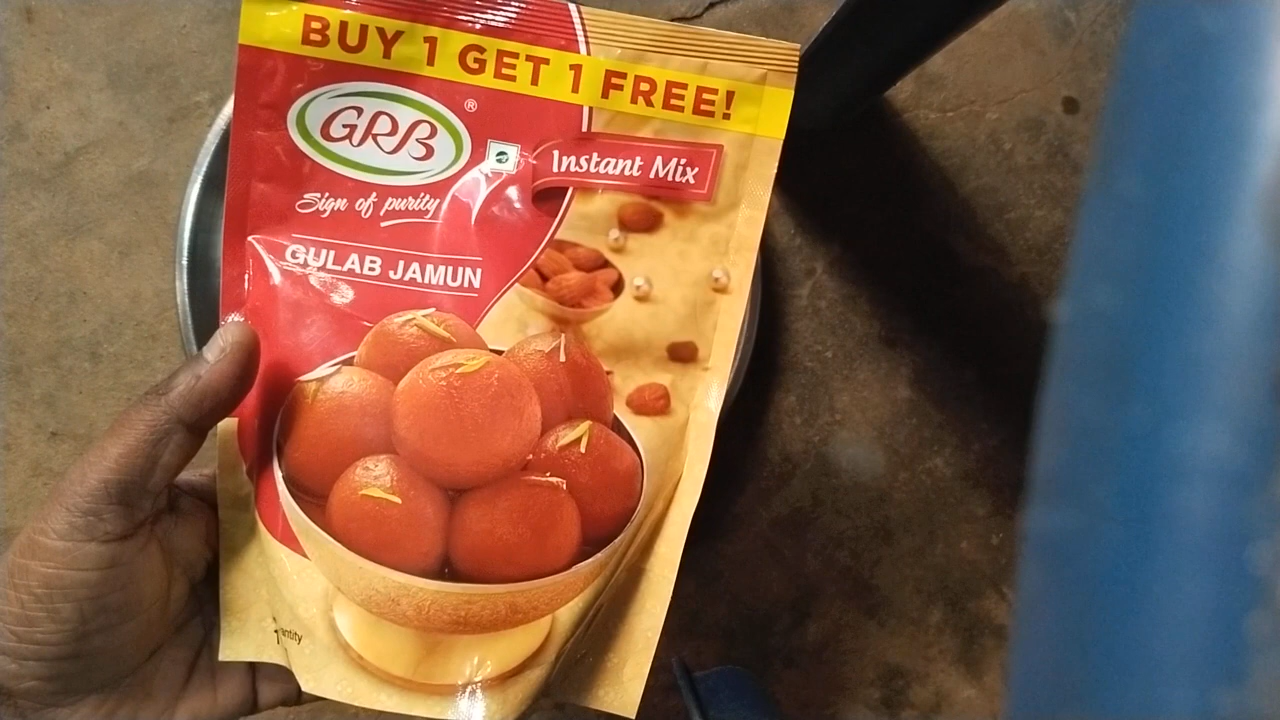 BUY 1 GET 1 FREE!
GRB ®
Instant Mix
Sign of purity
GULAB JAMUN